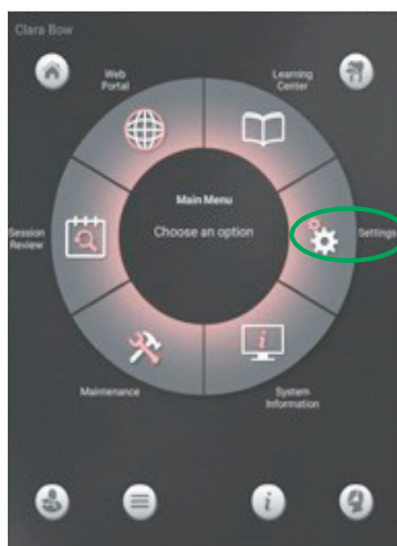 Clara Bow
Web
Portal
Learning
Center
Main Menu
Choose an option
Session
Review
Settings
Maintenance
System
Information